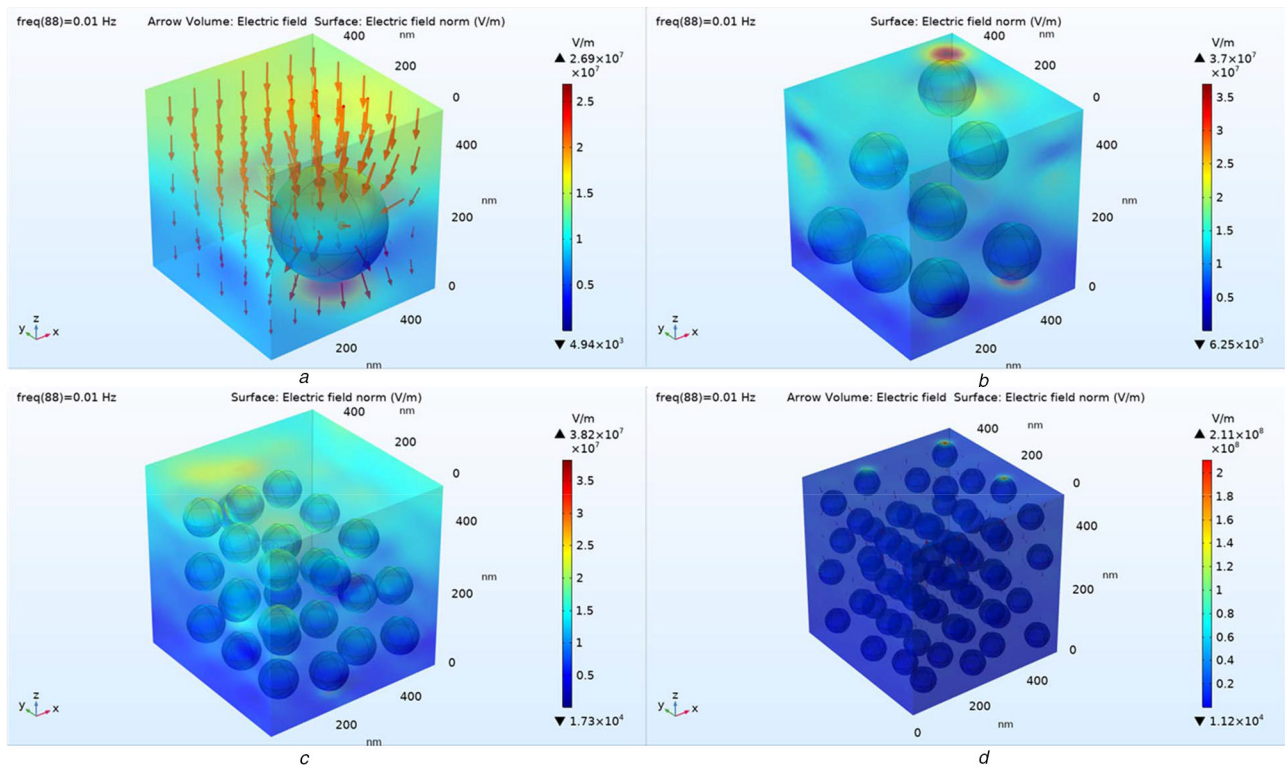 freq(88)=0.01 Hz Arrow Volume: Electric field Surface: Electric field norm (V/m)
400 nm
200
0
400
nm
200
0
400
200
nm
V/m
▲ 2.69×10⁷
×10⁷
2.5
2
1.5
1
0.5
▼ 4.94×10³
y z x
a
freq(88)=0.01 Hz Surface: Electric field norm (V/m)
400 nm
200
0
400
nm
200
0
400
200
nm
V/m
▲ 3.7×10⁷
×10⁷
3.5
3
2.5
2
1.5
1
0.5
▼ 6.25×10³
y z x
b
freq(88)=0.01 Hz Surface: Electric field norm (V/m)
400 nm
200
0
400
nm
200
0
400
200
nm
V/m
▲ 3.82×10⁷
×10⁷
3.5
3
2.5
2
1.5
1
0.5
▼ 1.73×10⁴
y z x
c
freq(88)=0.01 Hz Arrow Volume: Electric field Surface: Electric field norm (V/m)
400 nm
200
0
400
nm
200
0
400
200
nm
0
V/m
▲ 2.11×10⁸
×10⁸
2
1.8
1.6
1.4
1.2
1
0.8
0.6
0.4
0.2
▼ 1.12×10⁴
y z x
d